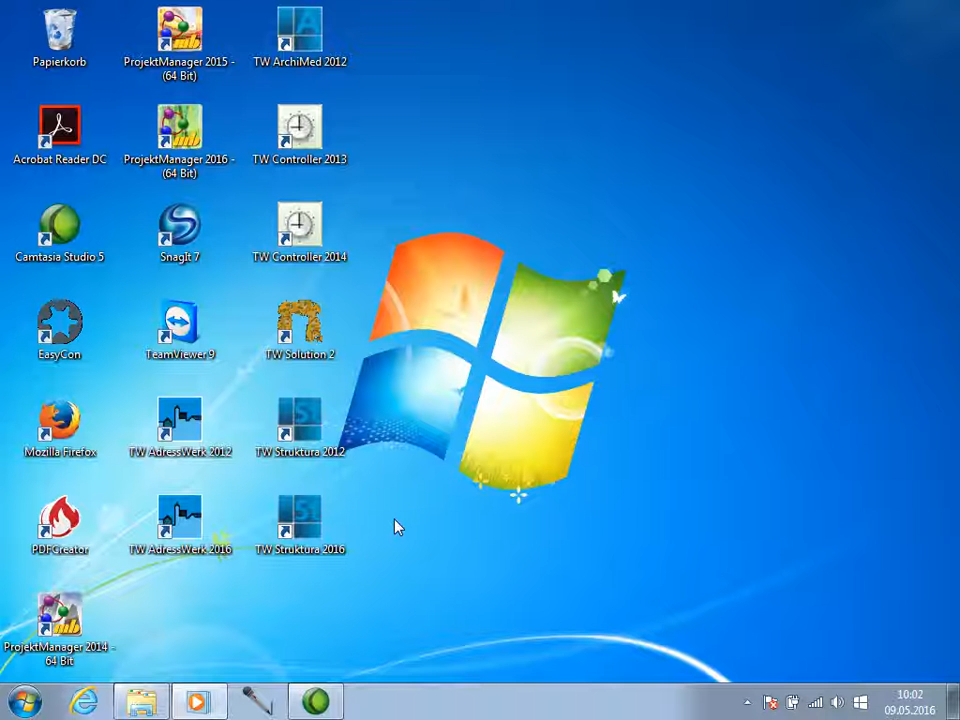 Papierkorb
ProjektManager 2015 -
(64 Bit)
TW ArchiMed 2012
Acrobat Reader DC
ProjektManager 2016 -
(64 Bit)
TW Controller 2013
Camtasia Studio 5
SnagIt 7
TW Controller 2014
EasyCon
TeamViewer 9
TW Solution 2
Mozilla Firefox
TW AdressWerk 2012
TW Struktura 2012
PDFCreator
TW AdressWerk 2016
TW Struktura 2016
ProjektManager 2014 -
64 Bit
10:02
09.05.2016